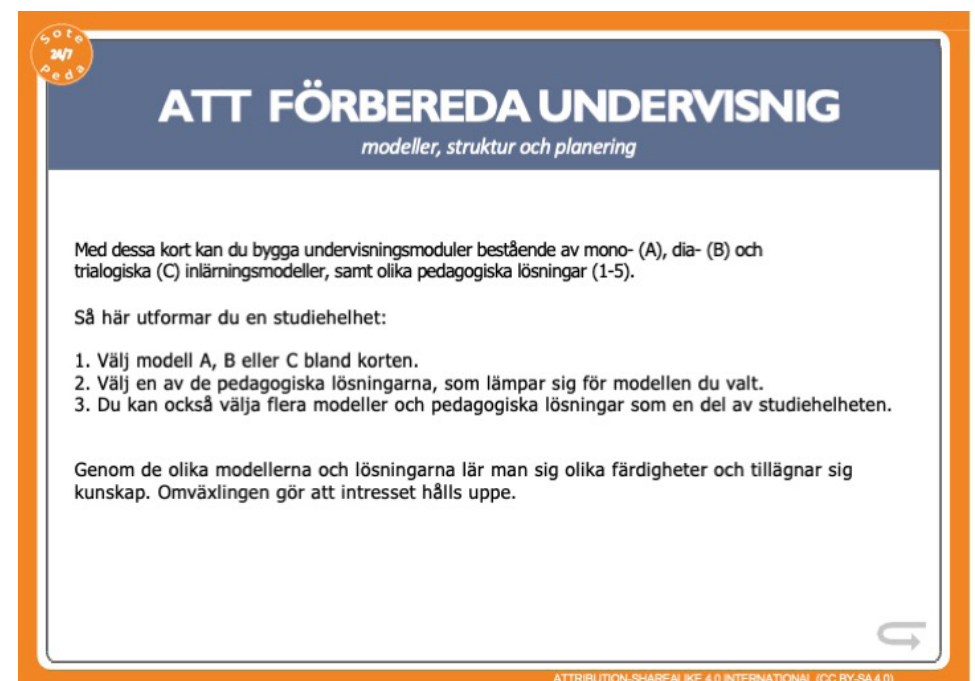 Sote
24/7
Peda
ATT FÖRBEREDA UNDERVISNIG
modeller, struktur och planering
Med dessa kort kan du bygga undervisningsmoduler bestående av mono- (A), dia- (B) och
trialogiska (C) inlärningsmodeller, samt olika pedagogiska lösningar (1-5).
Så här utformar du en studiehelhet:
1. Välj modell A, B eller C bland korten.
2. Välj en av de pedagogiska lösningarna, som lämpar sig för modellen du valt.
3. Du kan också välja flera modeller och pedagogiska lösningar som en del av studiehelheten.
Genom de olika modellerna och lösningarna lär man sig olika färdigheter och tillägnar sig
kunskap. Omväxlingen gör att intresset hålls uppe.
ATTRIBUTION-SHAREALIKE 4.0 INTERNATIONAL (CC BY-SA 4.0)